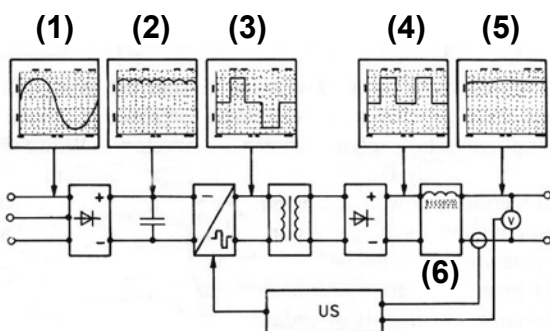 (1) (2) (3) (4) (5)
+ − + +
− − −
V
(6)
US